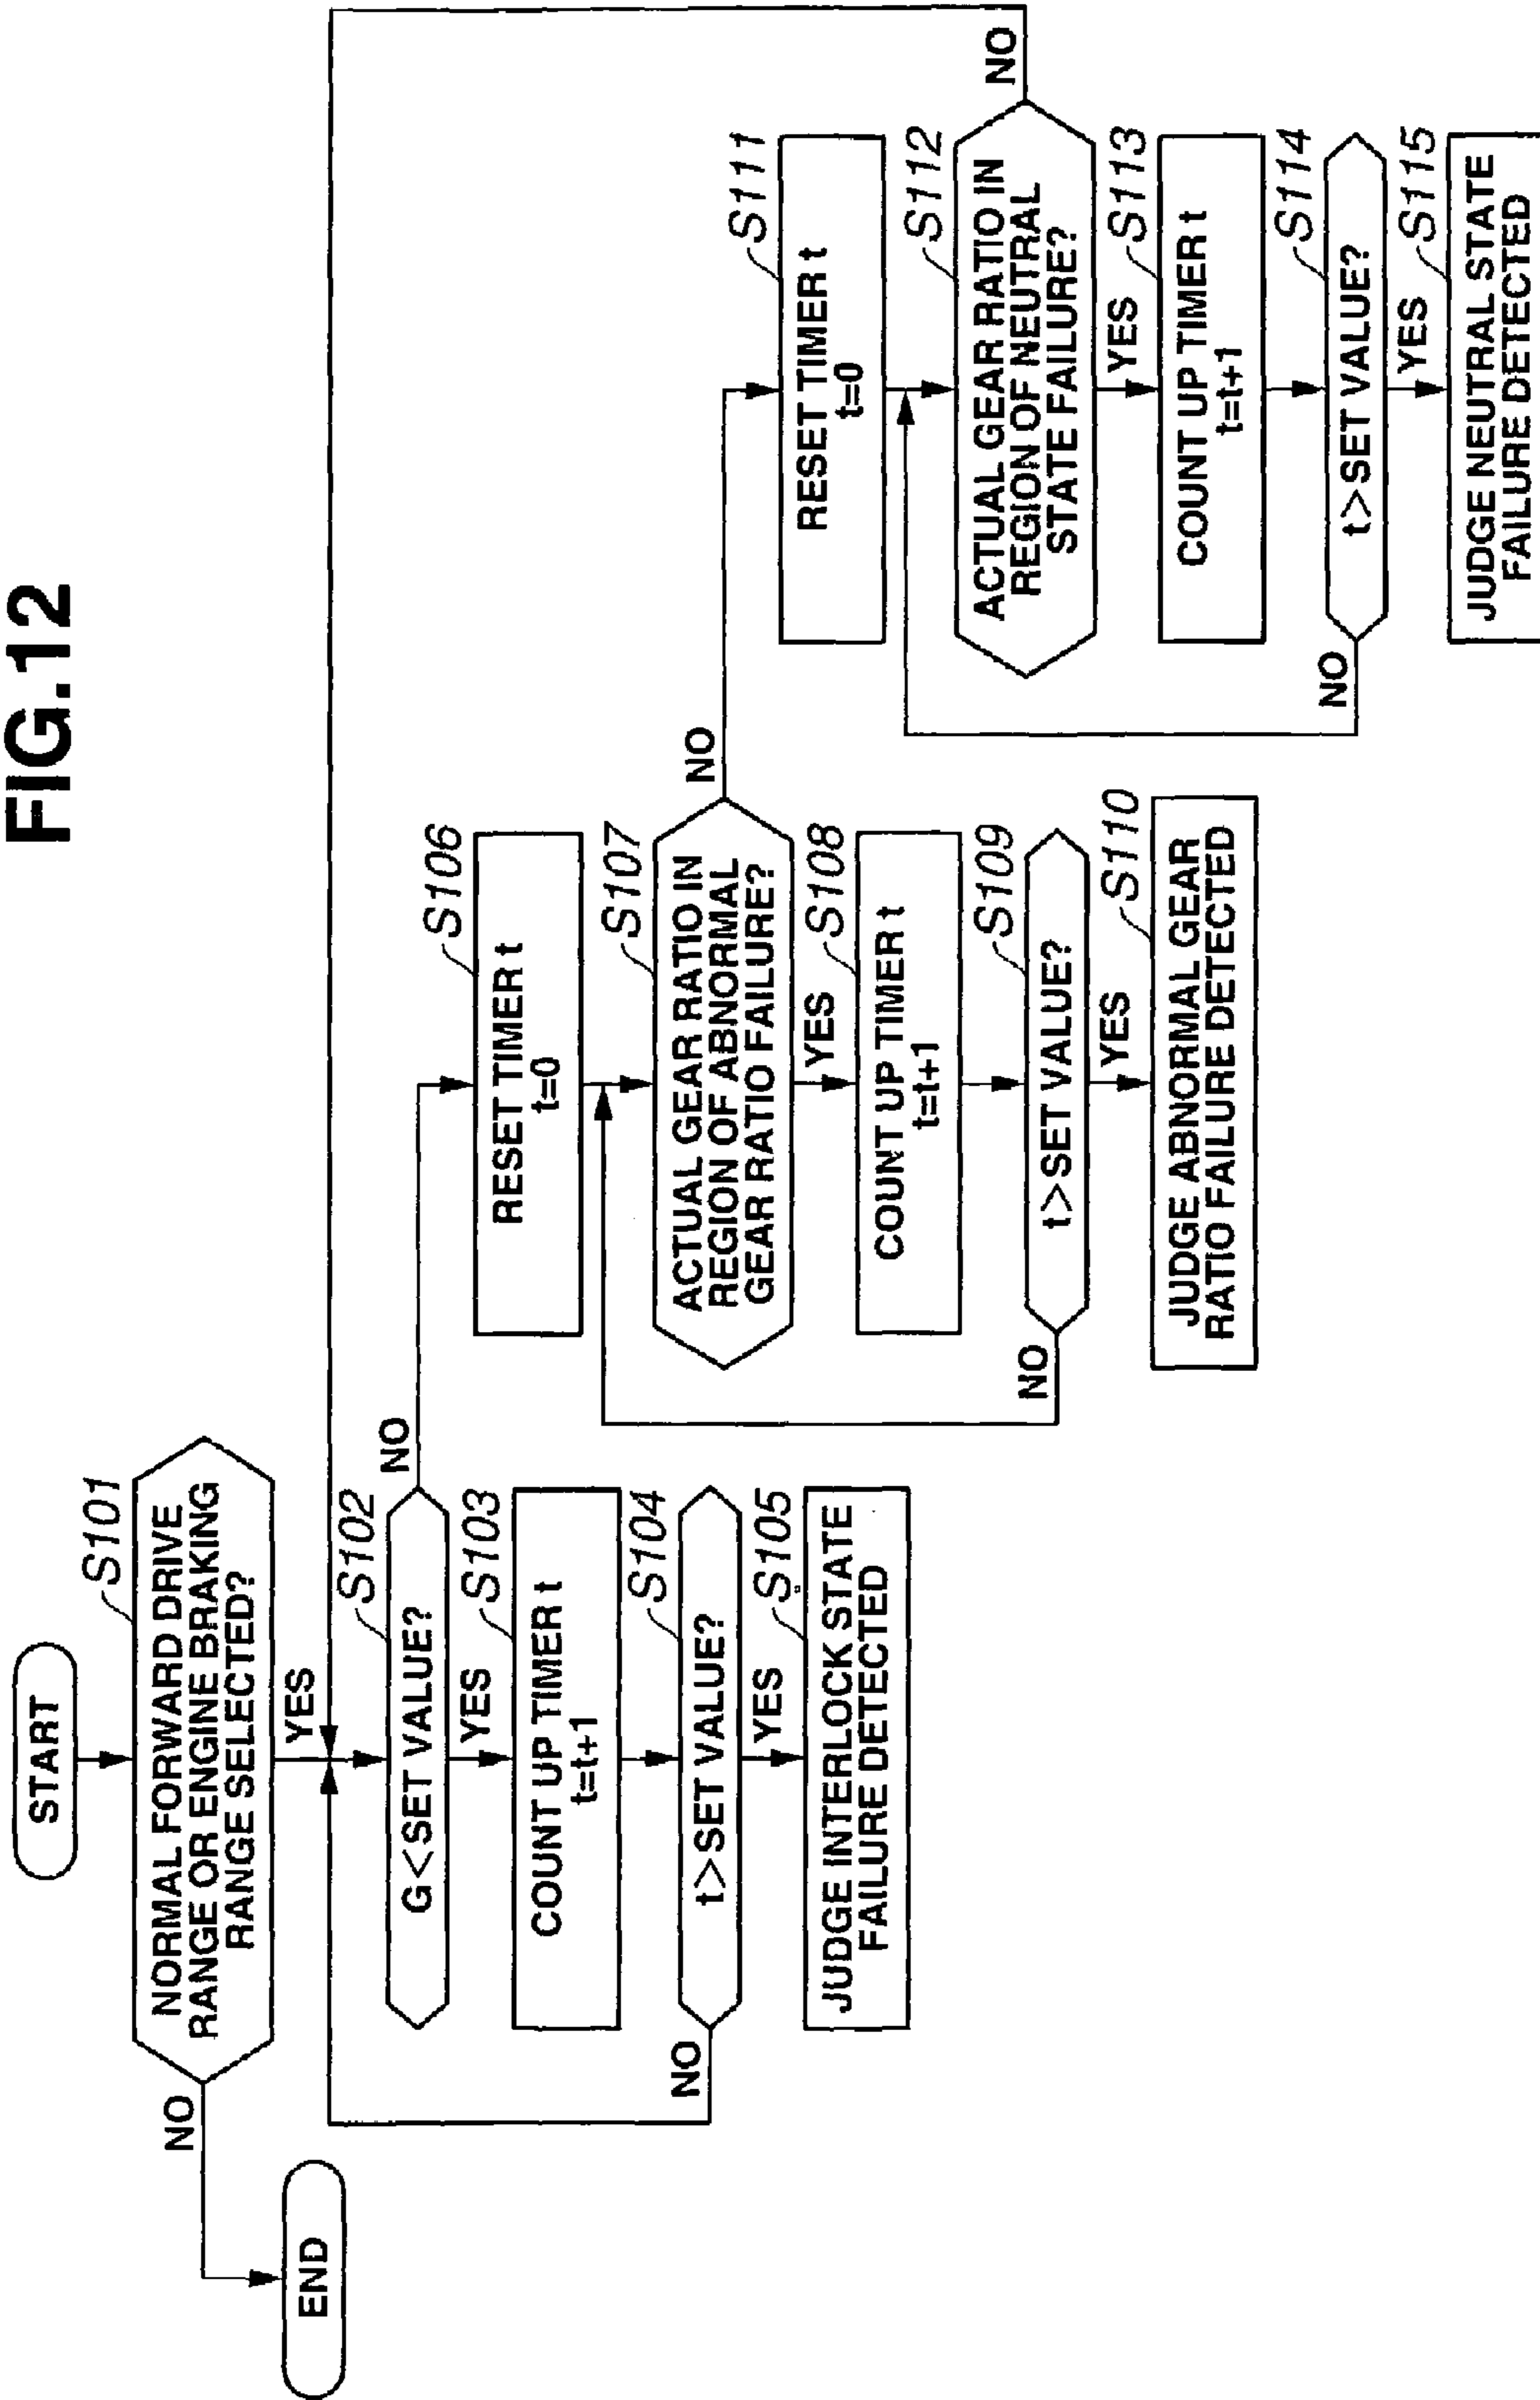 FIG.12
START
S101
NORMAL FORWARD DRIVE
RANGE OR ENGINE BRAKING
RANGE SELECTED?
NO
YES
END
S102
G<SET VALUE?
NO
YES
S103
COUNT UP TIMER t
t=t+1
S104
t>SET VALUE?
NO
YES
S105
JUDGE INTERLOCK STATE
FAILURE DETECTED
S106
RESET TIMER t
t=0
S107
ACTUAL GEAR RATIO IN
REGION OF ABNORMAL
GEAR RATIO FAILURE?
NO
YES
S108
COUNT UP TIMER t
t=t+1
S109
t>SET VALUE?
NO
YES
S110
JUDGE ABNORMAL GEAR
RATIO FAILURE DETECTED
S111
RESET TIMER t
t=0
S112
ACTUAL GEAR RATIO IN
REGION OF NEUTRAL
STATE FAILURE?
NO
YES
S113
COUNT UP TIMER t
t=t+1
S114
t>SET VALUE?
NO
YES
S115
JUDGE NEUTRAL STATE
FAILURE DETECTED